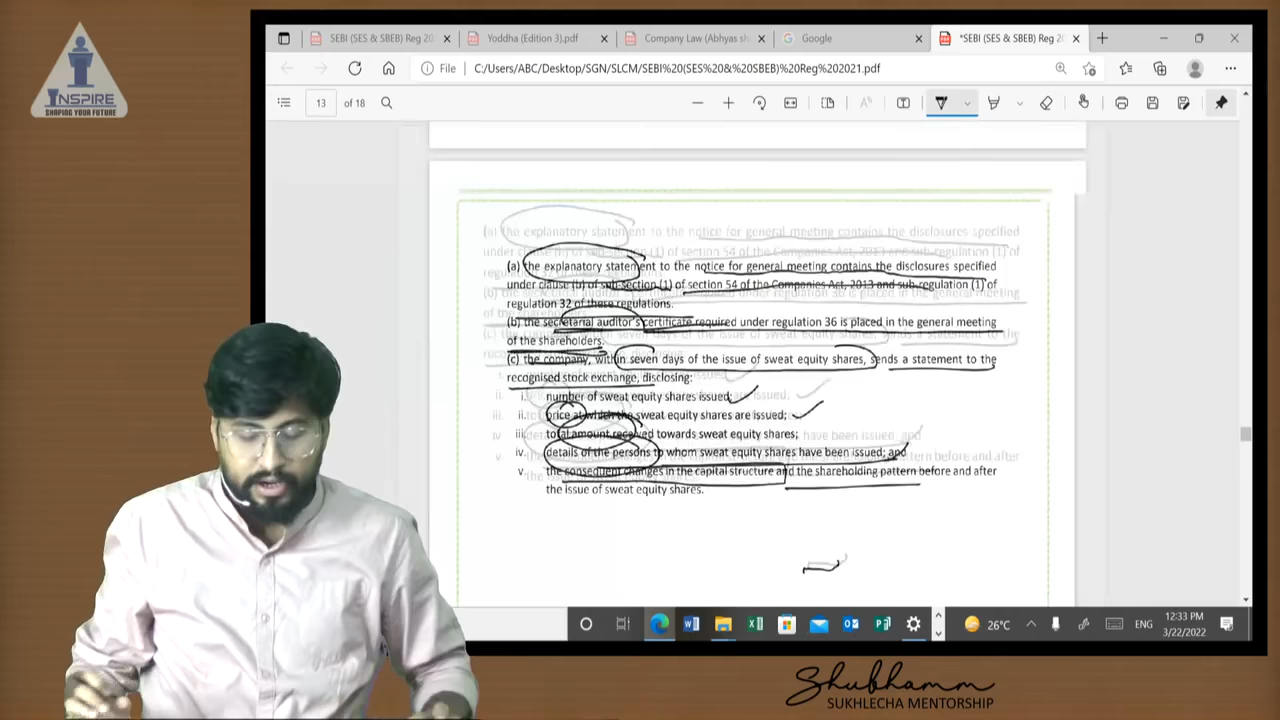 INSPIRE
SHAPING YOUR FUTURE
SEBI (SES & SBEB) Reg 20
Yoddha (Edition 3).pdf
Company Law (Abhyas sh
Google
*SEBI (SES & SBEB) Reg 2
File
C:/Users/ABC/Desktop/SGN/SLCM/SEBI%20(SES%20&%20SBEB)%20Reg%202021.pdf
13 of 18
(a) the explanatory statement to the notice for general meeting contains the disclosures specified
under clause (b) of sub-section (1) of section 54 of the Companies Act, 2013 and sub-regulation (1) of
regulation 32 of these regulations.
(b) the secretarial auditor's certificate required under regulation 36 is placed in the general meeting
of the shareholders.
(c) the company, within seven days of the issue of sweat equity shares, sends a statement to the
recognised stock exchange, disclosing:
i. number of sweat equity shares issued;
ii. price at which the sweat equity shares are issued;
iii. total amount received towards sweat equity shares;
iv. details of the persons to whom sweat equity shares have been issued; and
v. the consequent changes in the capital structure and the shareholding pattern before and after
the issue of sweat equity shares.
26°C
ENG
12:33 PM
3/22/2022
Shubhamm
SUKHLECHA MENTORSHIP